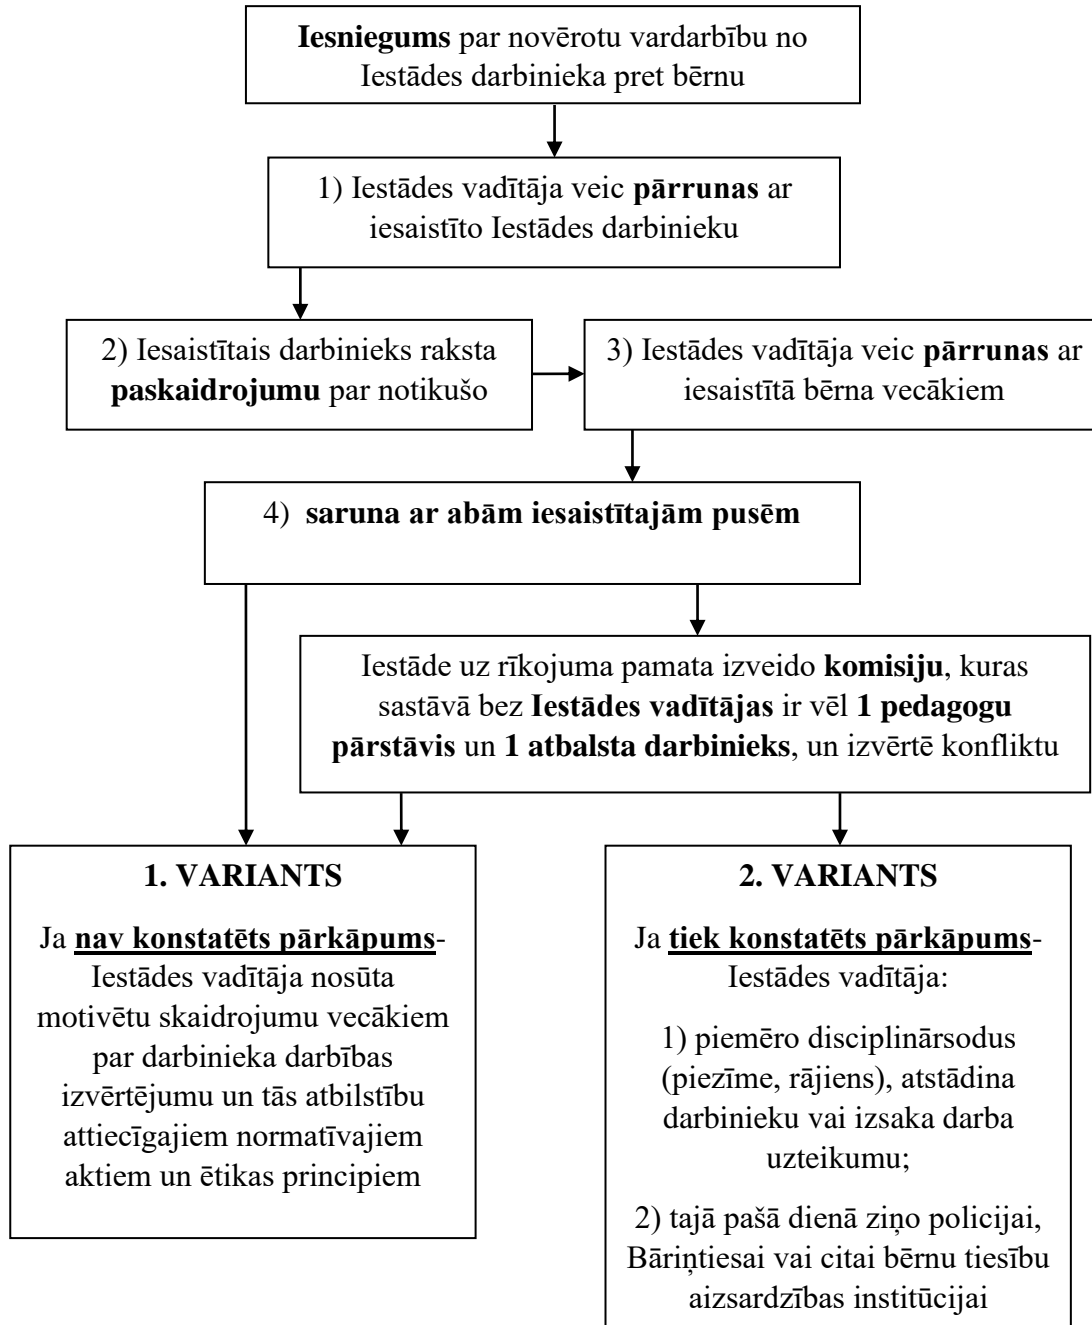 Iesniegums par novērotu vardarbību no
Iestādes darbinieka pret bērnu
1) Iestādes vadītāja veic pārrunas ar
iesaistīto Iestādes darbinieku
2) Iesaistītais darbinieks raksta
paskaidrojumu par notikušo
3) Iestādes vadītāja veic pārrunas ar
iesaistītā bērna vecākiem
4) saruna ar abām iesaistītajām pusēm
Iestāde uz rīkojuma pamata izveido komisiju, kuras
sastāvā bez Iestādes vadītājas ir vēl 1 pedagogu
pārstāvis un 1 atbalsta darbinieks, un izvērtē konfliktu
1. VARIANTS
Ja nav konstatēts pārkāpums-
Iestādes vadītāja nosūta
motivētu skaidrojumu vecākiem
par darbinieka darbības
izvērtējumu un tās atbilstību
attiecīgajiem normatīvajiem
aktiem un ētikas principiem
2. VARIANTS
Ja tiek konstatēts pārkāpums-
Iestādes vadītāja:
1) piemēro disciplinārsodus
(piezīme, rājiens), atstādina
darbinieku vai izsaka darba
uzteikumu;
2) tajā pašā dienā ziņo policijai,
Bāriņtiesai vai citai bērnu tiesību
aizsardzības institūcijai